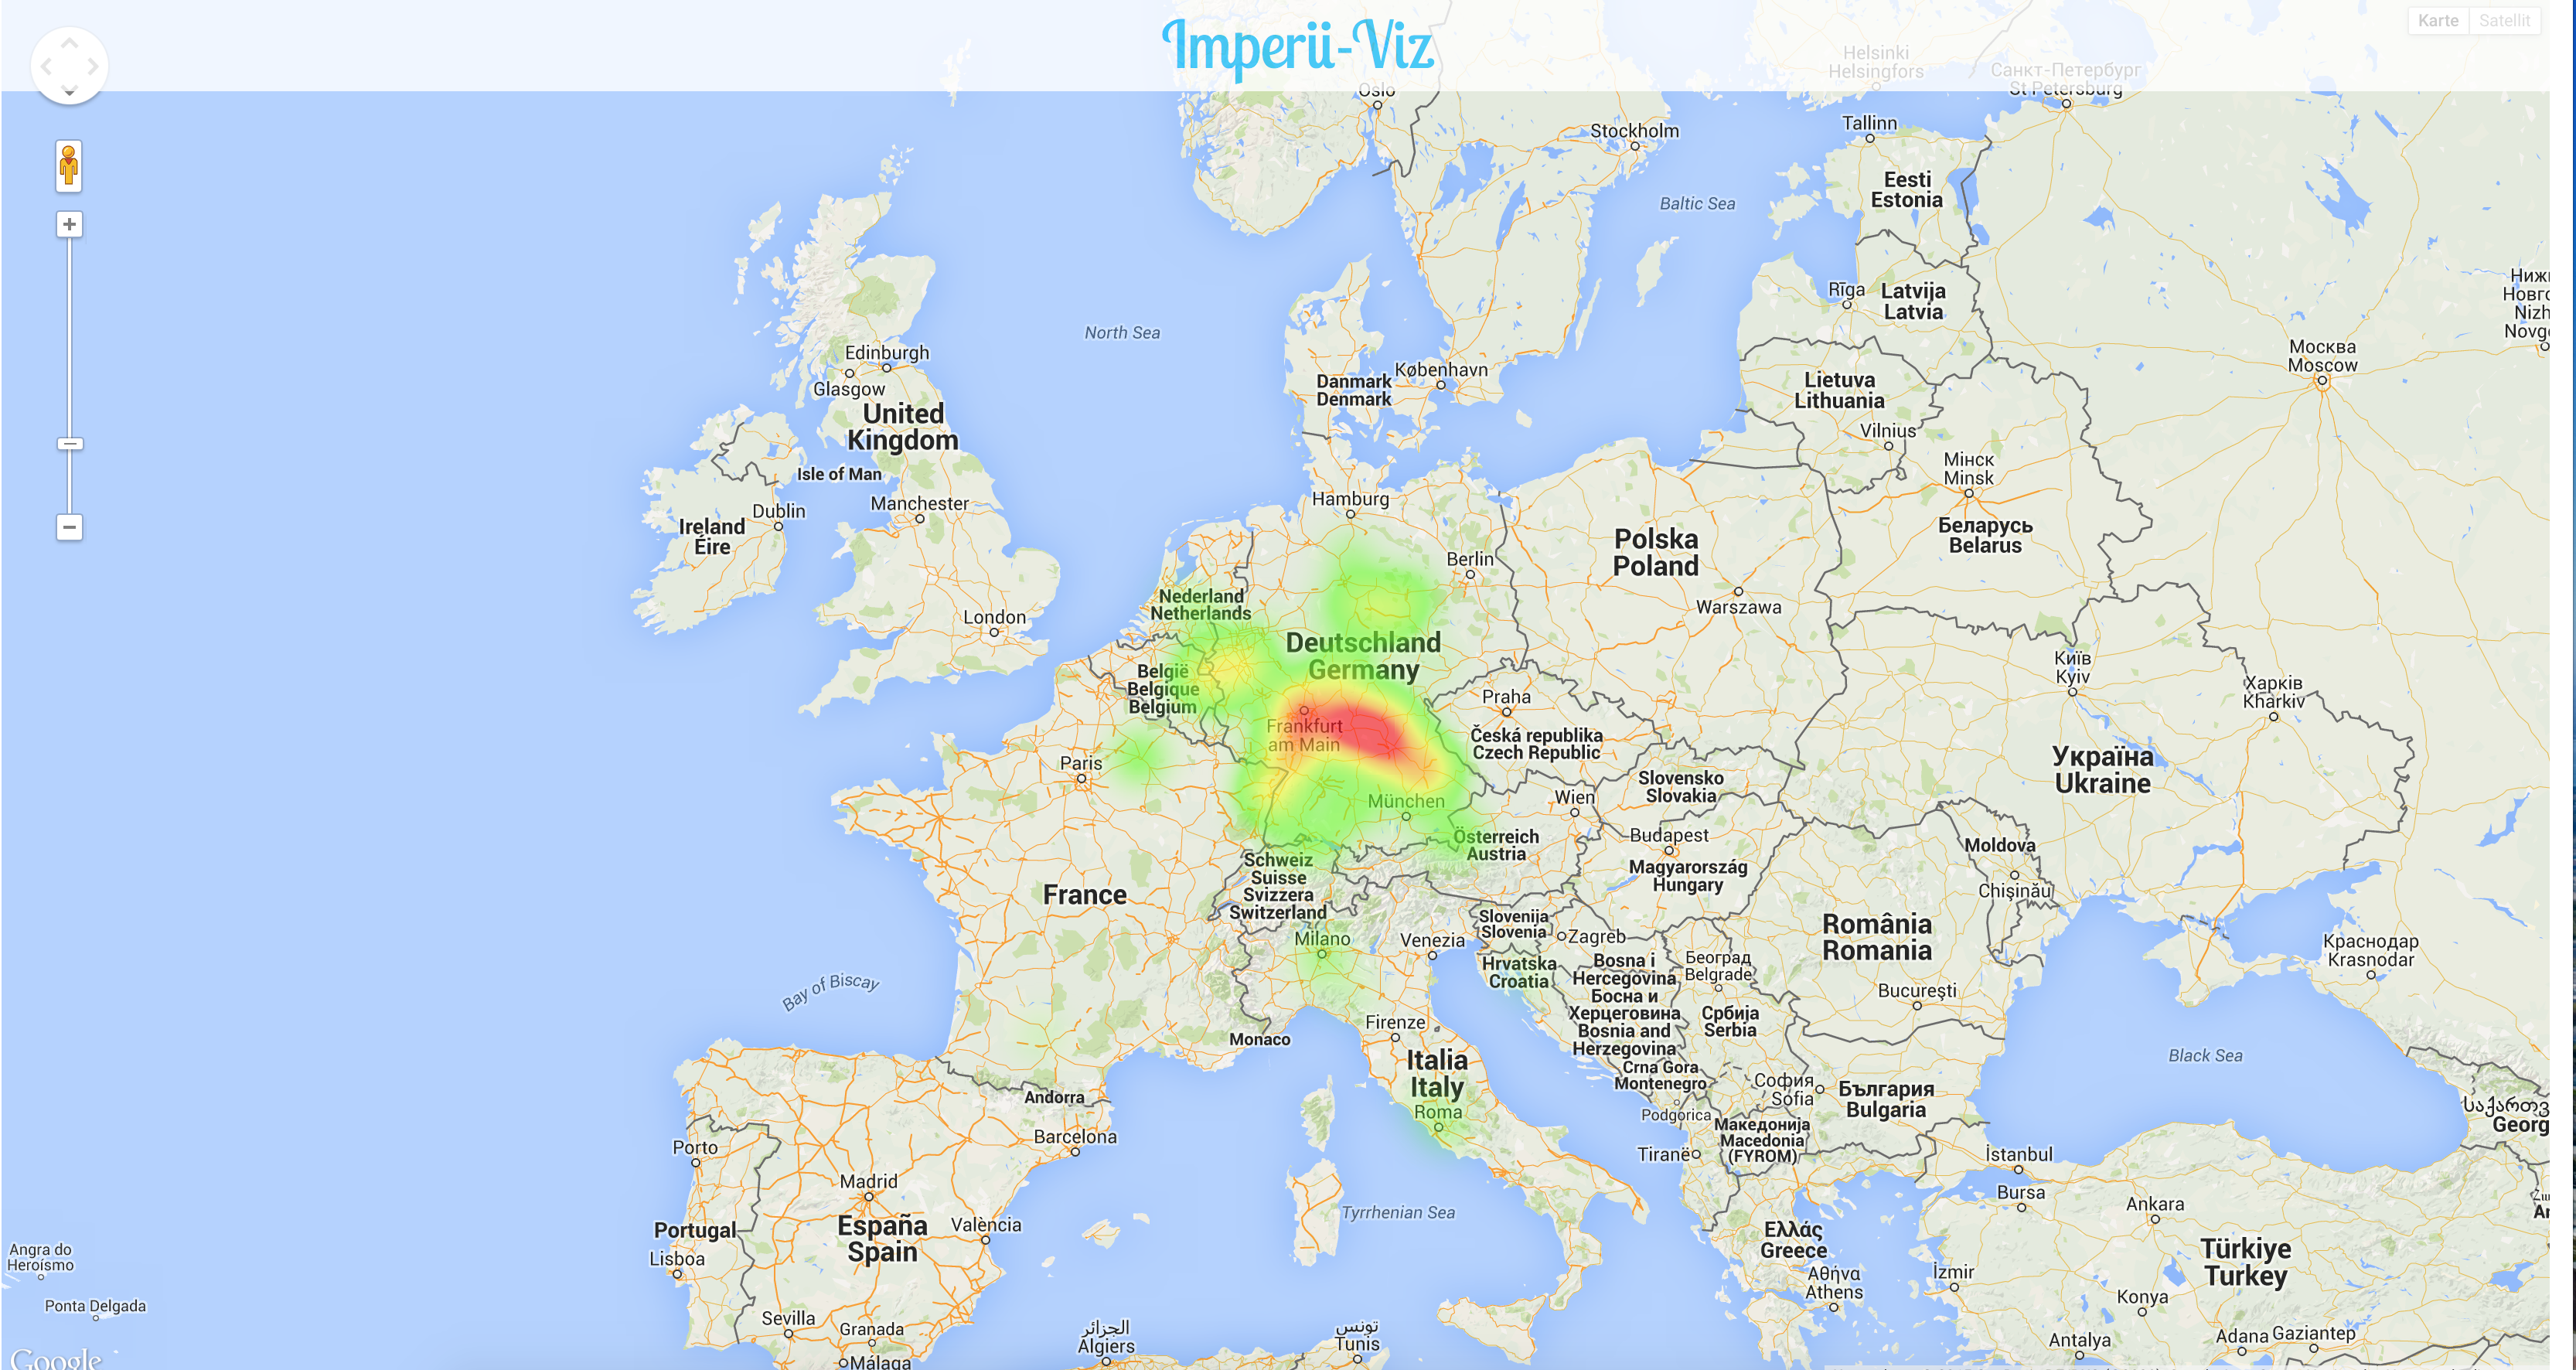 Imperii-Viz
Karte
Satellit
Helsinki
Helsingfors
Санкт-Петербург
St Petersburg
Oslo
Stockholm
Tallinn
Eesti
Estonia
Baltic Sea
Rīga
Latvija
Latvia
North Sea
Москва
Moscow
Edinburgh
Glasgow
København
Danmark
Denmark
Lietuva
Lithuania
United
Kingdom
Vilnius
Мінск
Minsk
Isle of Man
Manchester
Hamburg
Dublin
Ireland
Éire
Беларусь
Belarus
Polska
Poland
Berlin
Nederland
Netherlands
Warszawa
London
Deutschland
Germany
Київ
Kyiv
België
Belgique
Belgium
Харків
Kharkiv
Praha
Frankfurt
am Main
Česká republika
Czech Republic
Україна
Ukraine
Paris
Slovensko
Slovakia
München
Wien
Österreich
Austria
Budapest
Magyarország
Hungary
Moldova
Chișinău
Schweiz
Suisse
Svizzera
Switzerland
France
Slovenija
Slovenia
România
Romania
Milano
Venezia
Zagreb
Краснодар
Krasnodar
Hrvatska
Croatia
Bosna i
Hercegovina
Босна и
Херцеговина
Bosnia and
Herzegovina
Београд
Belgrade
Bay of Biscay
București
Firenze
Србија
Serbia
Monaco
Italia
Italy
Crna Gora
Montenegro
Black Sea
София
Sofia
България
Bulgaria
Andorra
Roma
Podgorica
Македонија
Macedonia
(FYROM)
საქართვ
Georg
Barcelona
Porto
Tiranë
İstanbul
Madrid
Bursa
Ankara
Tyrrhenian Sea
Portugal
España
Spain
València
Ελλάς
Greece
Türkiye
Turkey
Lisboa
Angra do
Heroísmo
Αθήνα
Athens
İzmir
Ponta Delgada
Konya
Sevilla
Granada
الجزائر
Algiers
تونس
Tunis
Antalya
Adana
Gaziantep
Málaga
Google
Нижн
Новго
Nizh
Novgo